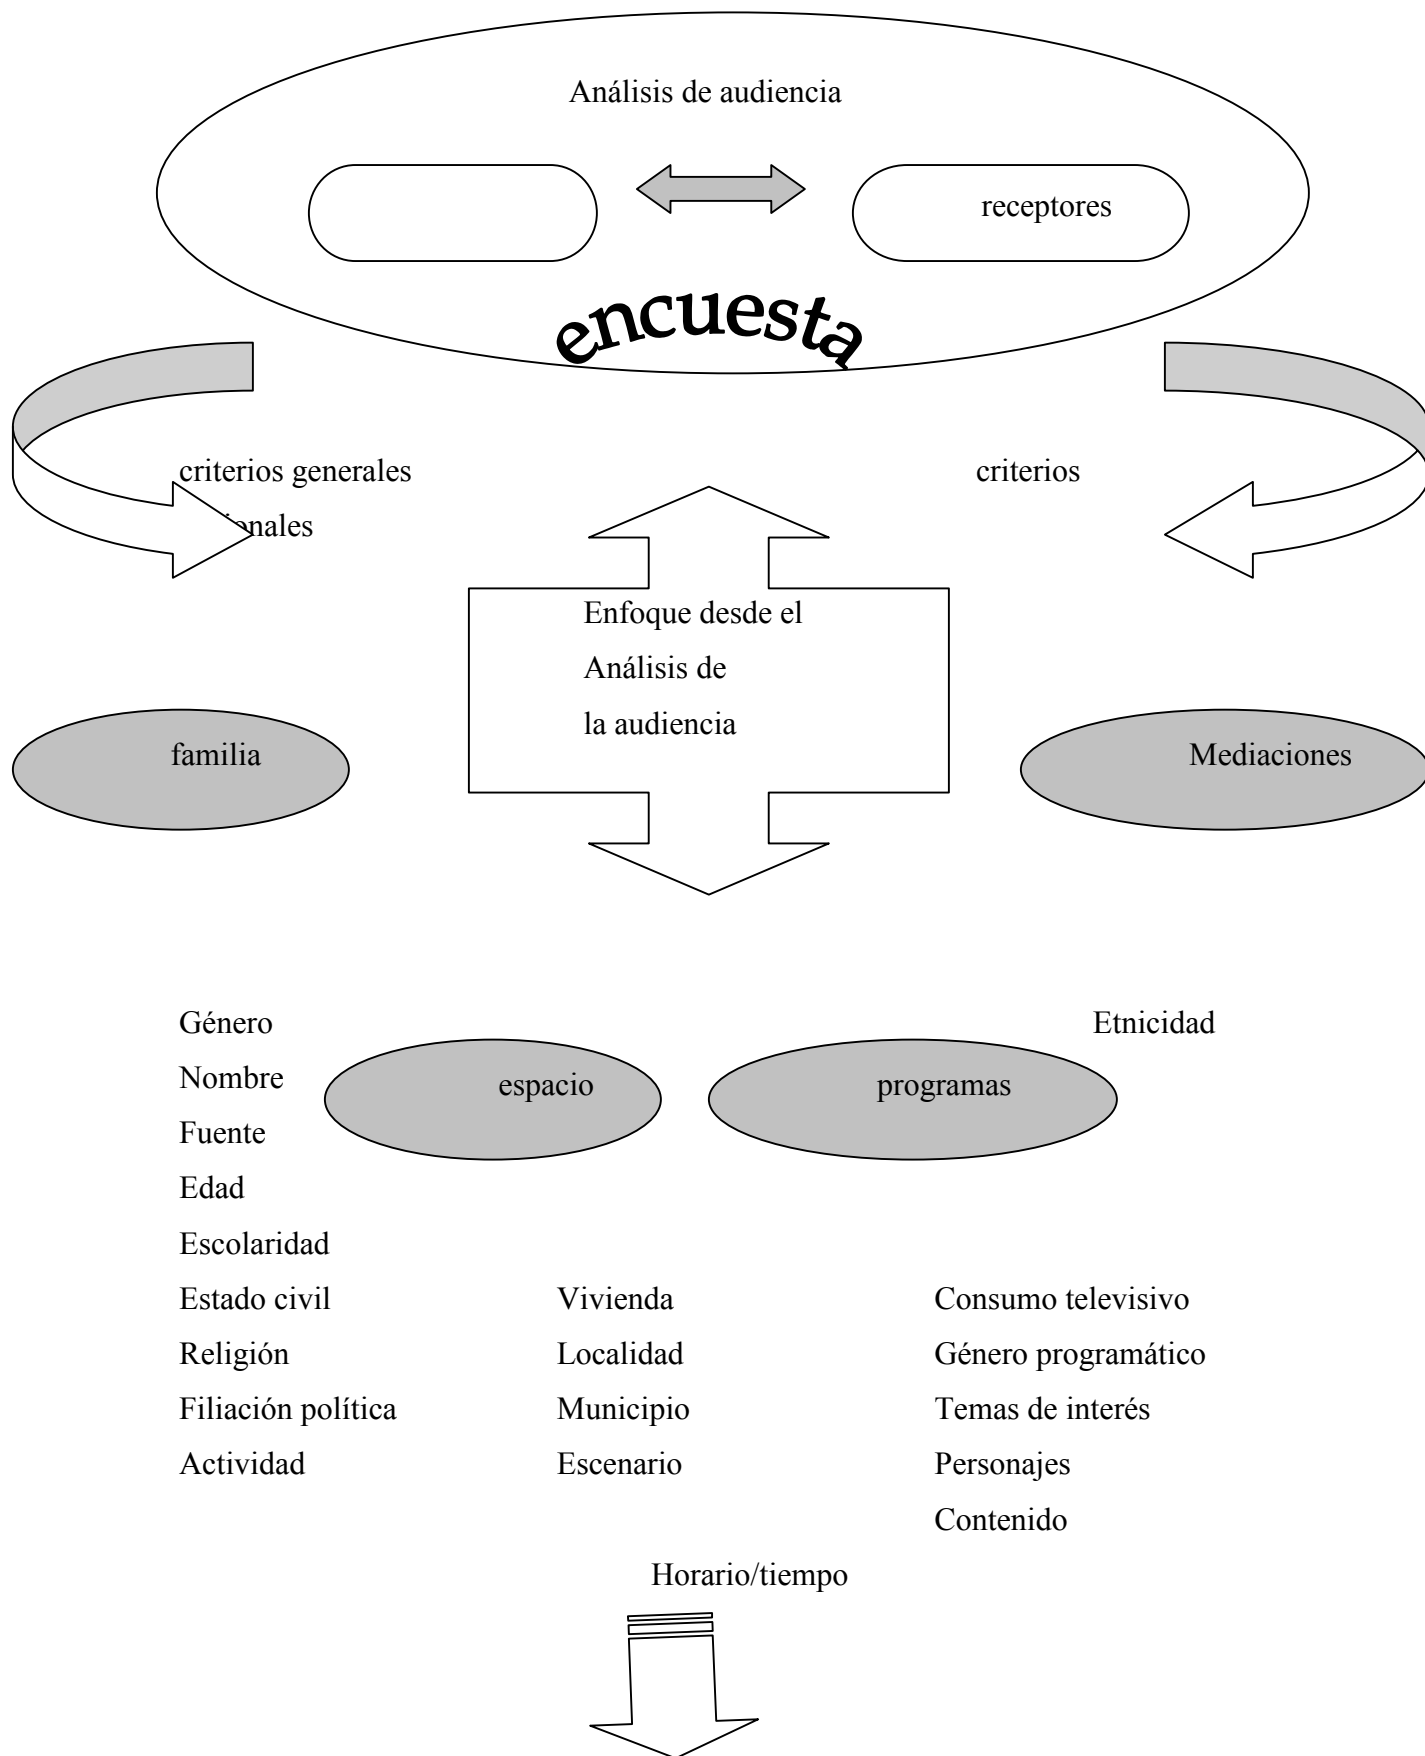 Análisis de audiencia
receptores
encuesta
criterios generales criterios
onales
Enfoque desde el
Análisis de
la audiencia
familia Mediaciones
Género Etnicidad
Nombre espacio programas
Fuente
Edad
Escolaridad
Estado civil Vivienda Consumo televisivo
Religión Localidad Género programático
Filiación política Municipio Temas de interés
Actividad Escenario Personajes
Contenido
Horario/tiempo